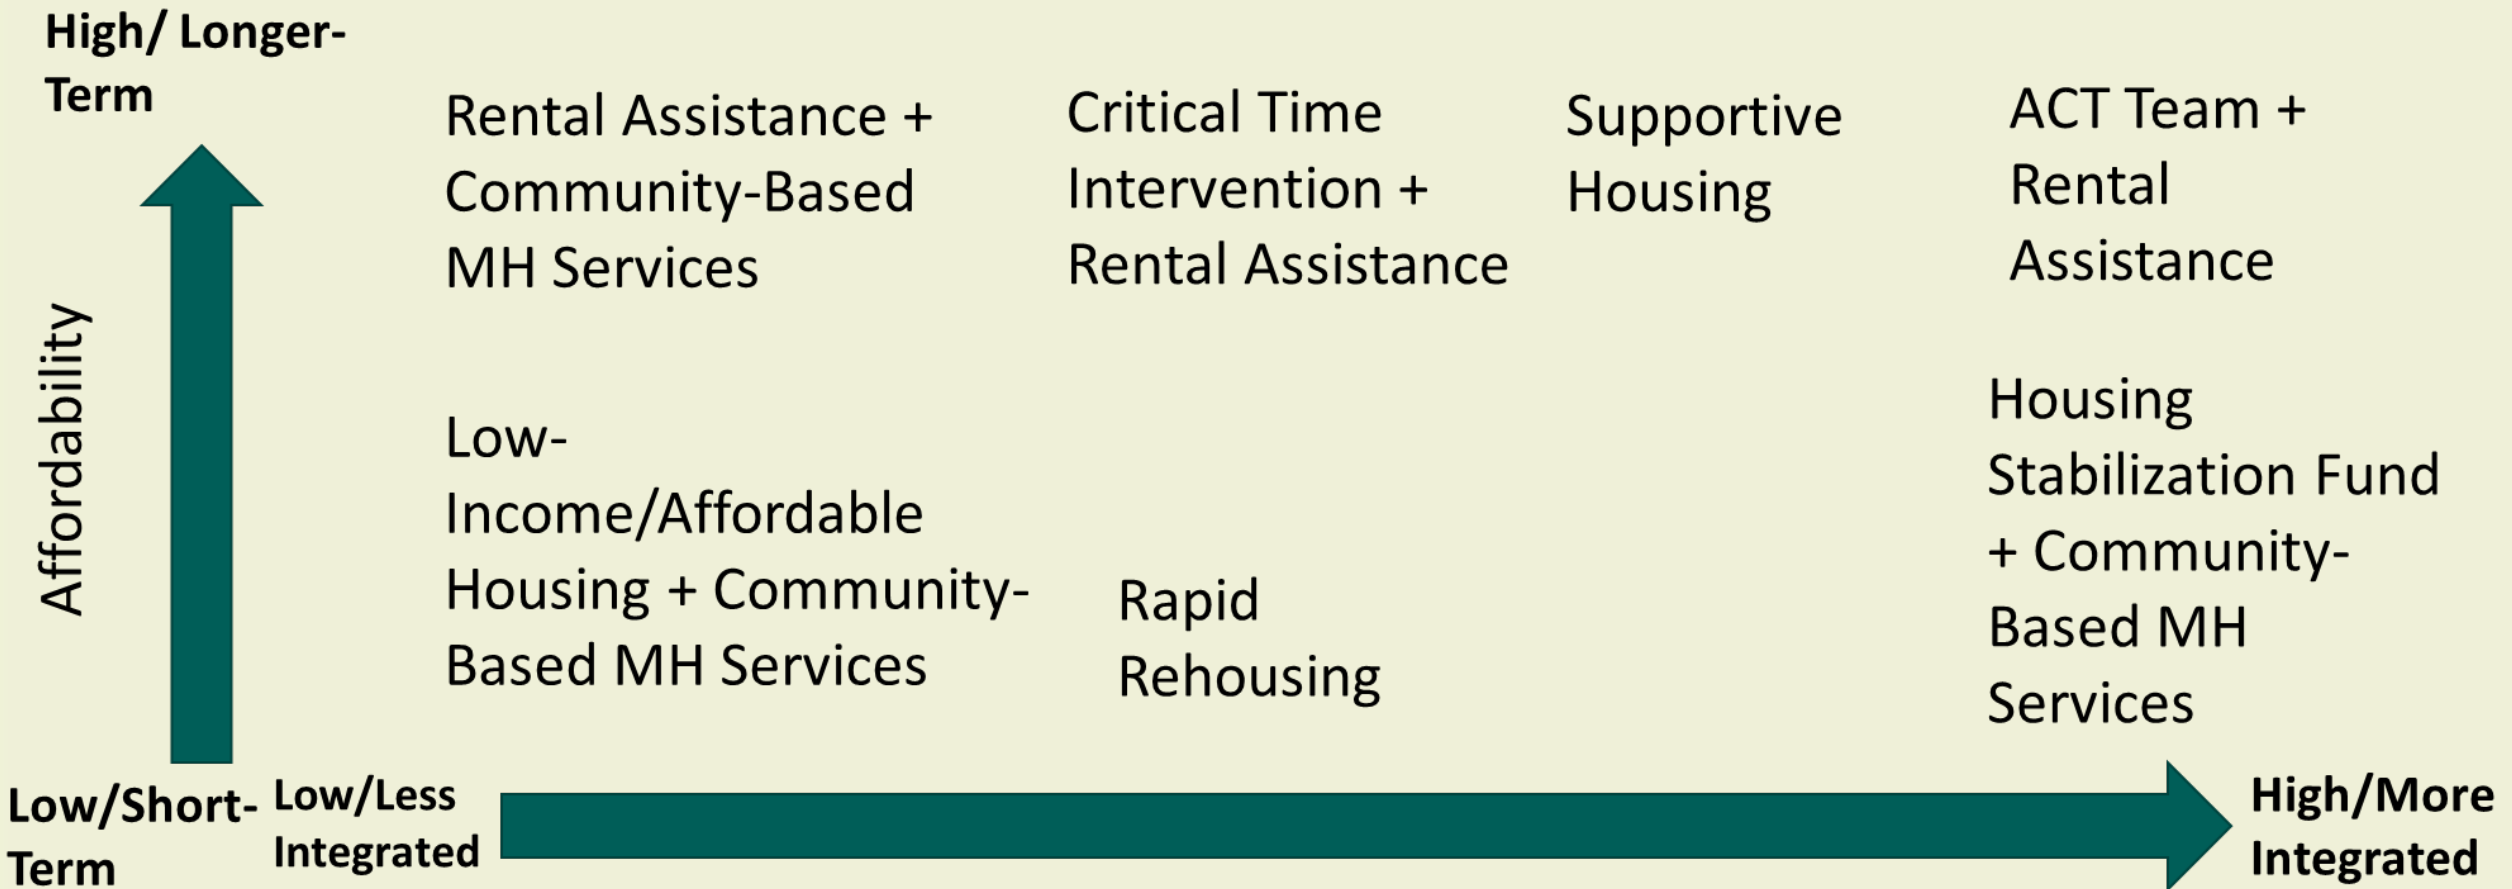 High/ Longer-
Term
Affordability
Rental Assistance +
Community-Based
MH Services
Critical Time
Intervention +
Rental Assistance
Supportive
Housing
ACT Team +
Rental
Assistance
Low-
Income/Affordable
Housing + Community-
Based MH Services
Rapid
Rehousing
Housing
Stabilization Fund
+ Community-
Based MH
Services
Low/Short-
Term
Low/Less
Integrated
High/More
Integrated